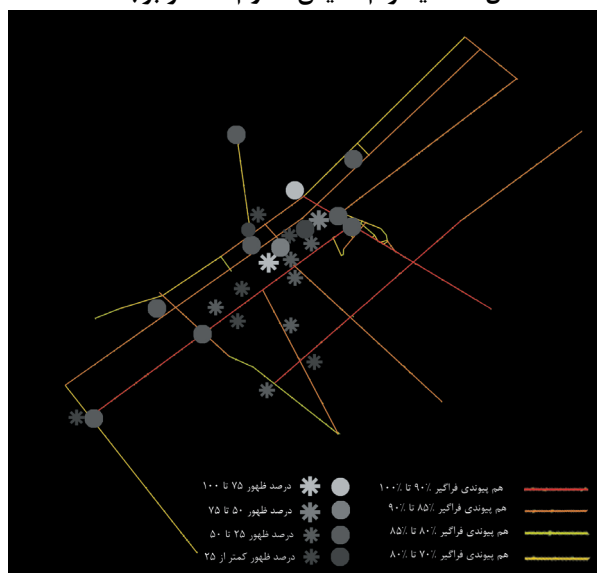 درصد ظهور ۷۵ تا ۱۰۰
درصد ظهور ۵۰ تا ۷۵
درصد ظهور ۲۵ تا ۵۰
درصد ظهور کمتر از ۲۵
هم پیوندی فراگیر ۹۰٪ تا ۱۰۰٪
هم پیوندی فراگیر ۸۵٪ تا ۹۰٪
هم پیوندی فراگیر ۸۰٪ تا ۸۵٪
هم پیوندی فراگیر ۷۰٪ تا ۸۰٪